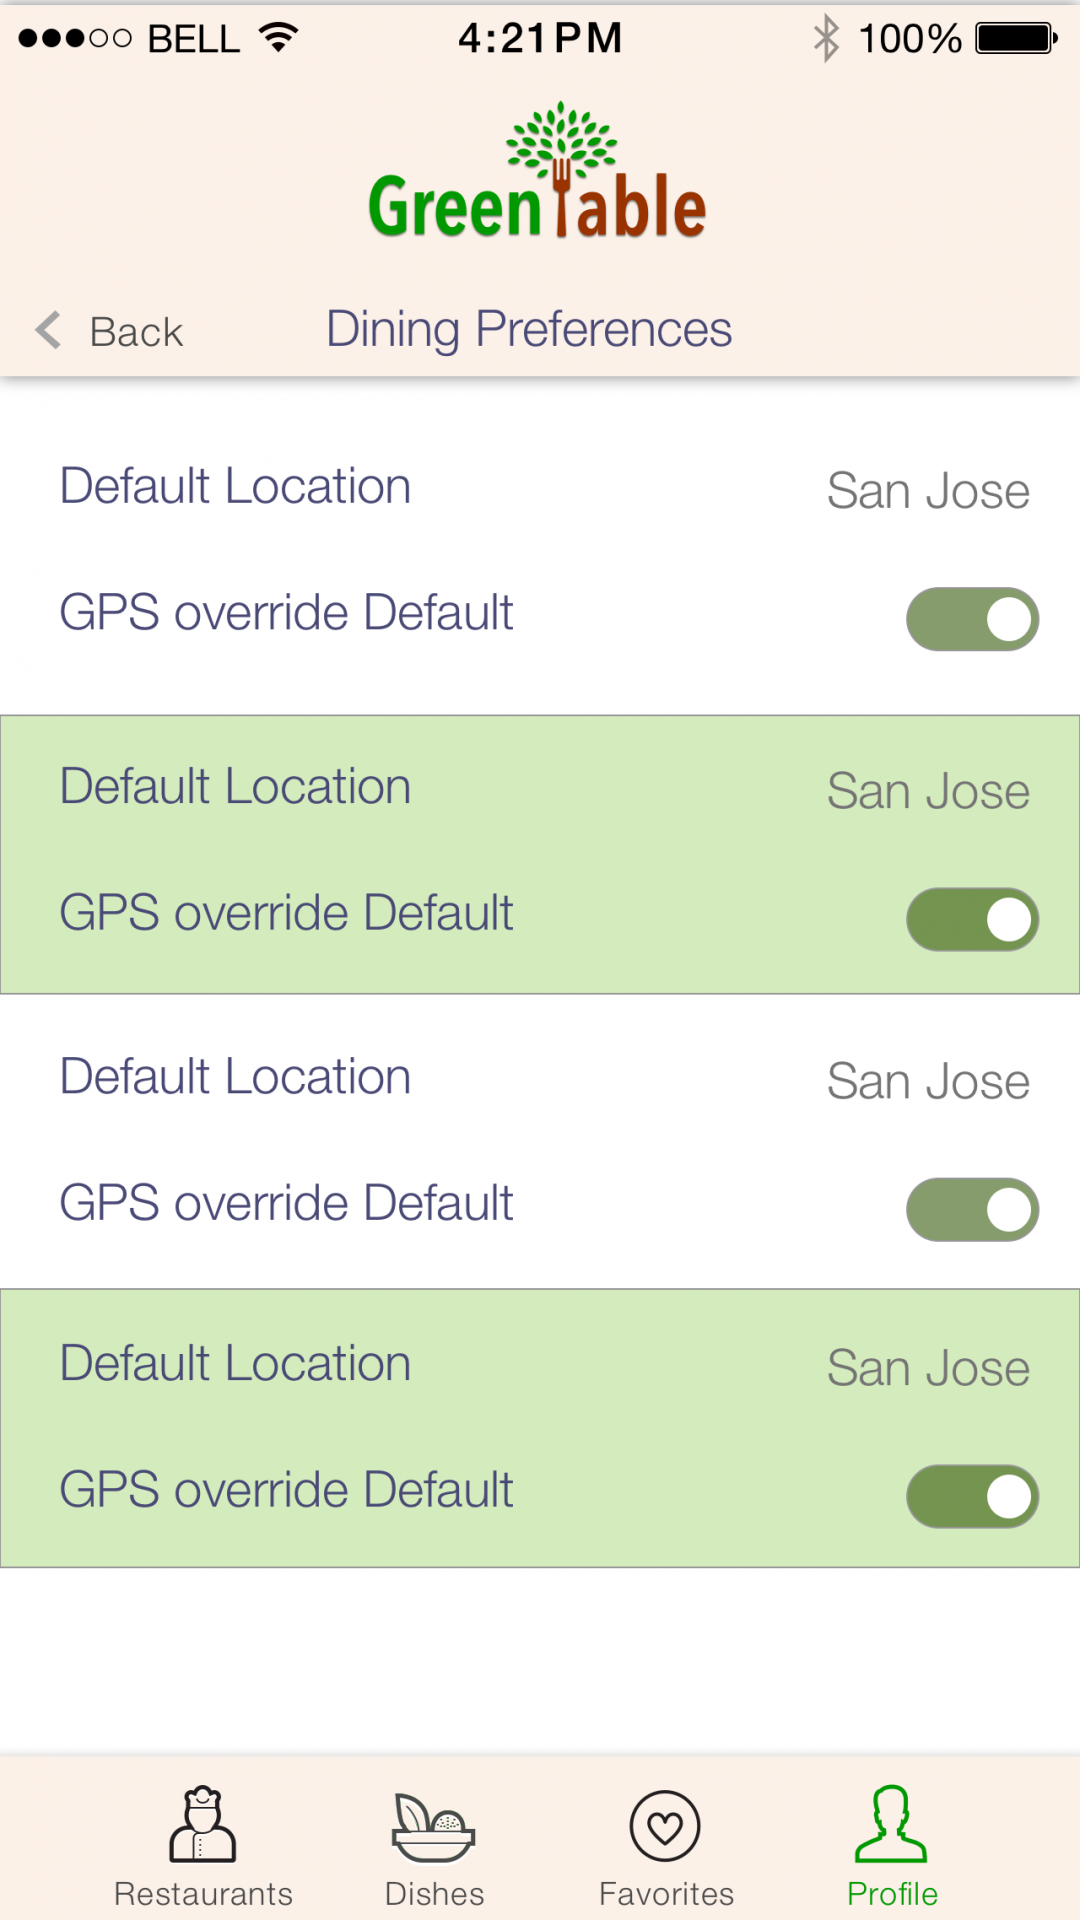 BELL 4:21PM 100%
GreenTable
Back Dining Preferences
Default Location San Jose
GPS override Default
Default Location San Jose
GPS override Default
Default Location San Jose
GPS override Default
Default Location San Jose
GPS override Default
Restaurants Dishes Favorites Profile